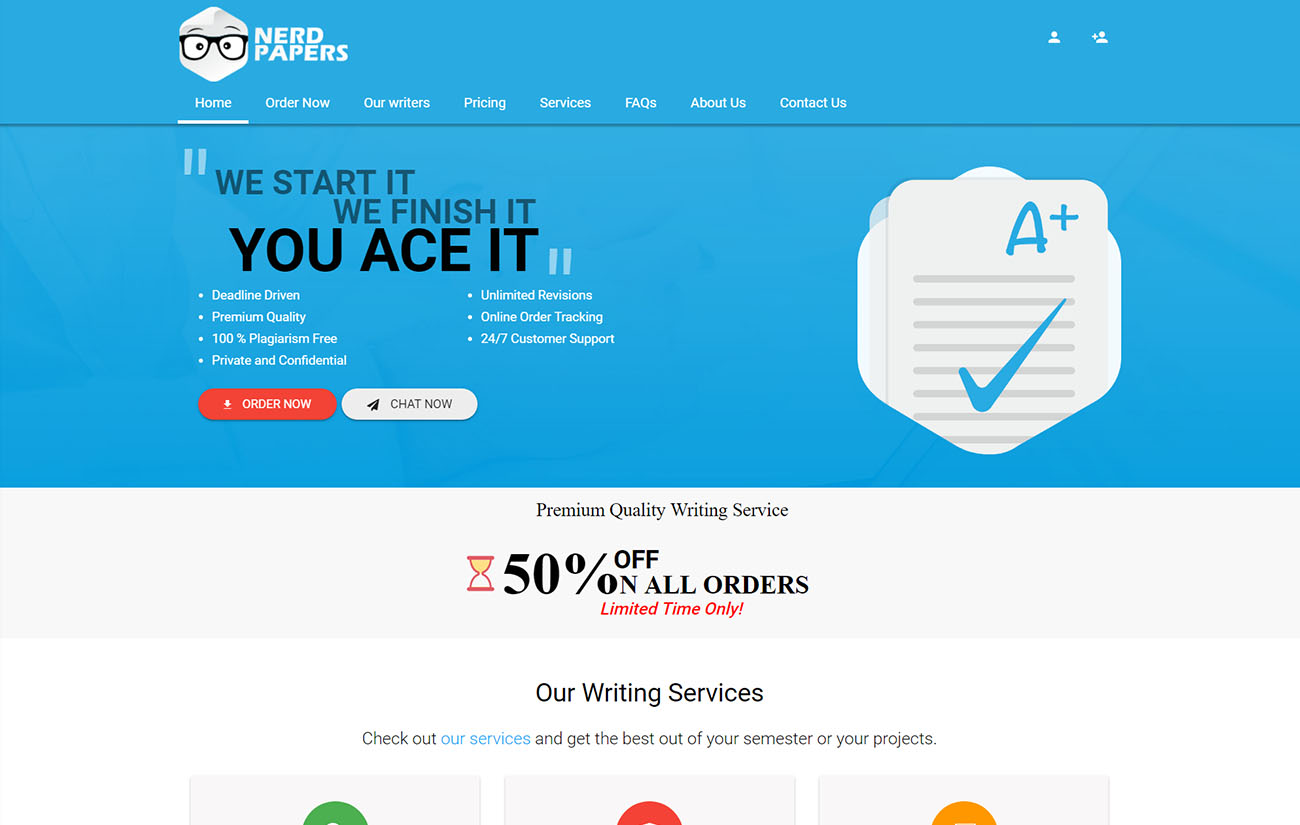 NERD
PAPERS
Home Order Now Our writers Pricing Services FAQs About Us Contact Us
"WE START IT
WE FINISH IT
YOU ACE IT"
Deadline Driven
Premium Quality
100 % Plagiarism Free
Private and Confidential
Unlimited Revisions
Online Order Tracking
24/7 Customer Support
ORDER NOW CHAT NOW
A+
Premium Quality Writing Service
50% OFF
ON ALL ORDERS
Limited Time Only!
Our Writing Services
Check out our services and get the best out of your semester or your projects.